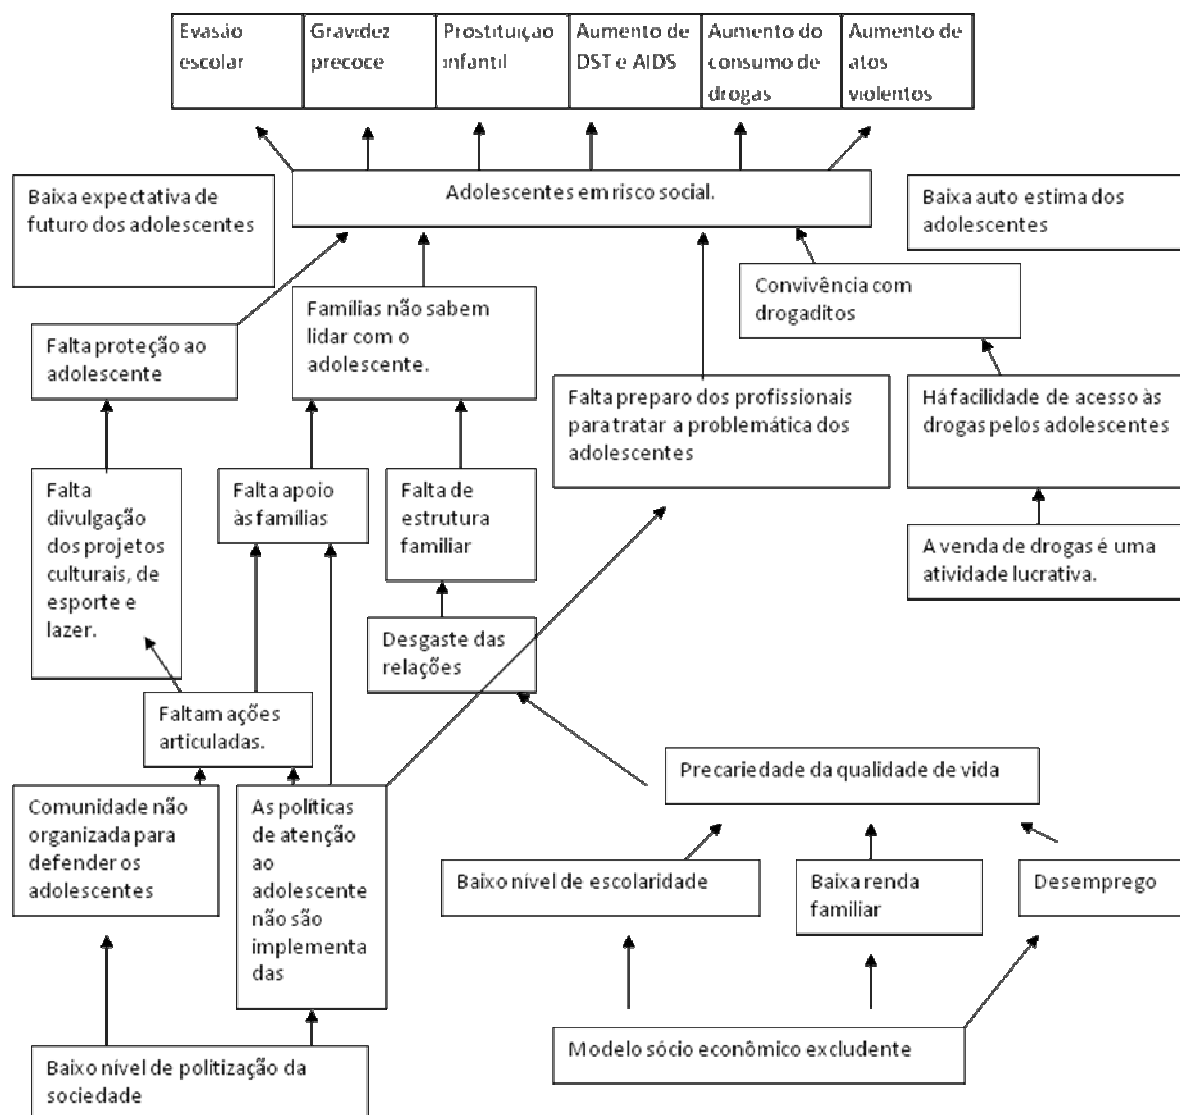 Evasão
escolar
Gravidez
precoce
Prostituição
infantil
Aumento de
DST e AIDS
Aumento do
consumo de
drogas
Aumento de
atos
violentos
Adolescentes em risco social.
Baixa expectativa de
futuro dos adolescentes
Baixa auto estima dos
adolescentes
Convivência com
drogaditos
Famílias não sabem
lidar com o
adolescente.
Falta proteção ao
adolescente
Falta preparo dos profissionais
para tratar a problemática dos
adolescentes
Há facilidade de acesso às
drogas pelos adolescentes
Falta
divulgação
dos projetos
culturais, de
esporte e
lazer.
Falta apoio
às famílias
Falta de
estrutura
familiar
A venda de drogas é uma
atividade lucrativa.
Desgaste das
relações
Faltam ações
articuladas.
Precariedade da qualidade de vida
Comunidade não
organizada para
defender os
adolescentes
As políticas
de atenção
ao
adolescente
não são
implementa
das
Baixo nível de escolaridade
Baixa renda
familiar
Desemprego
Modelo sócio econômico excludente
Baixo nível de politização da
sociedade